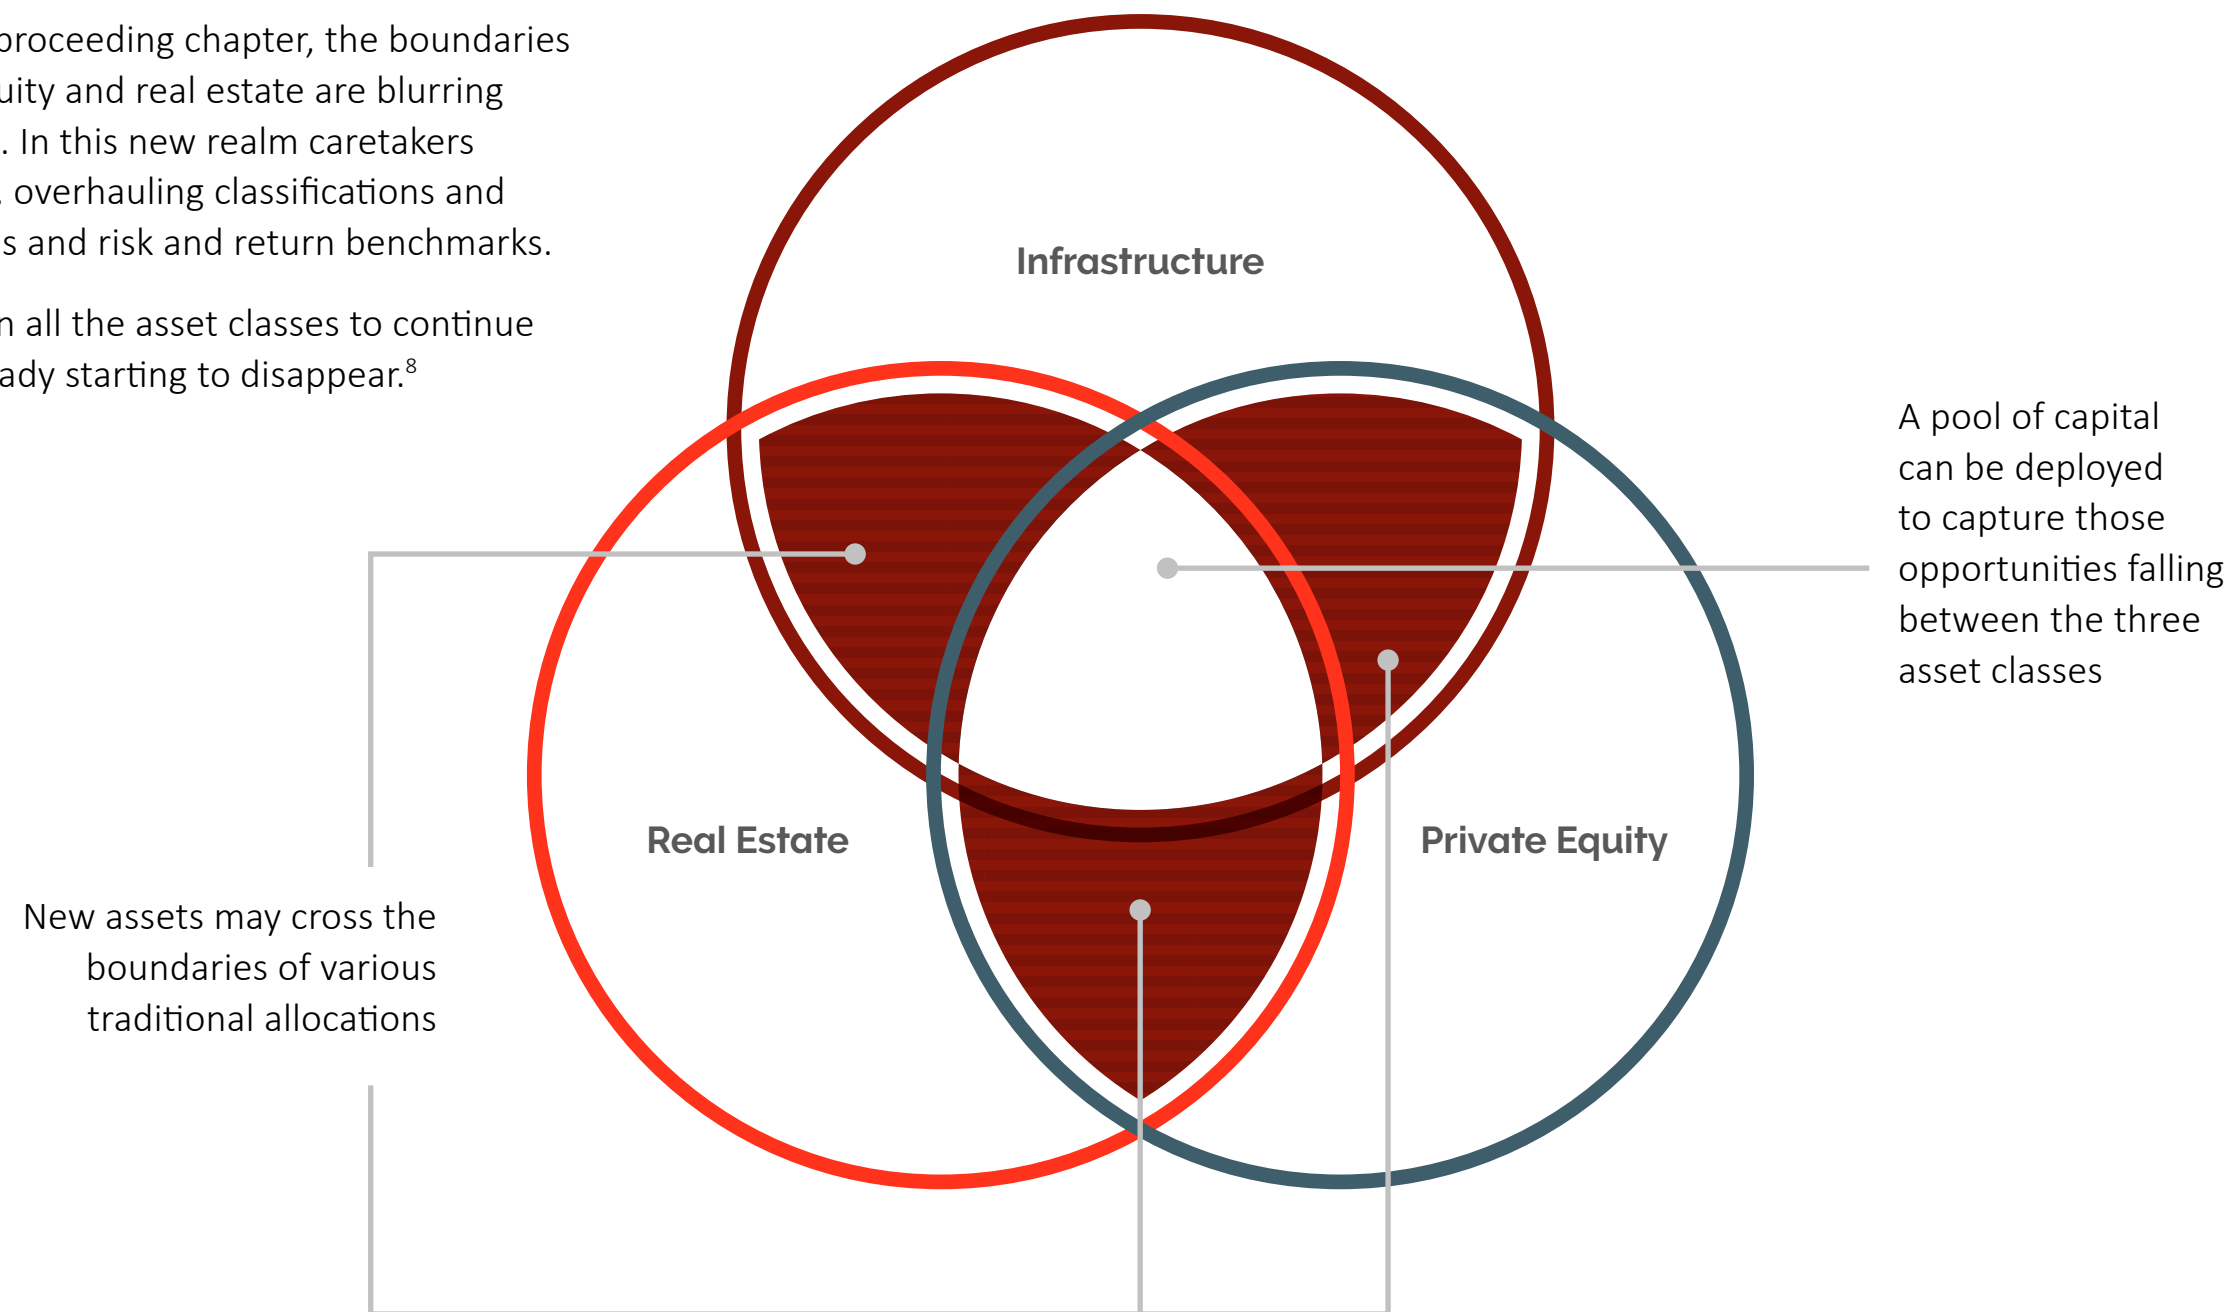 proceeding chapter, the boundaries
uity and real estate are blurring
. In this new realm caretakers
, overhauling classifications and
s and risk and return benchmarks.
n all the asset classes to continue
ady starting to disappear.⁸
Infrastructure
A pool of capital
can be deployed
to capture those
opportunities falling
between the three
asset classes
Real Estate
Private Equity
New assets may cross the
boundaries of various
traditional allocations